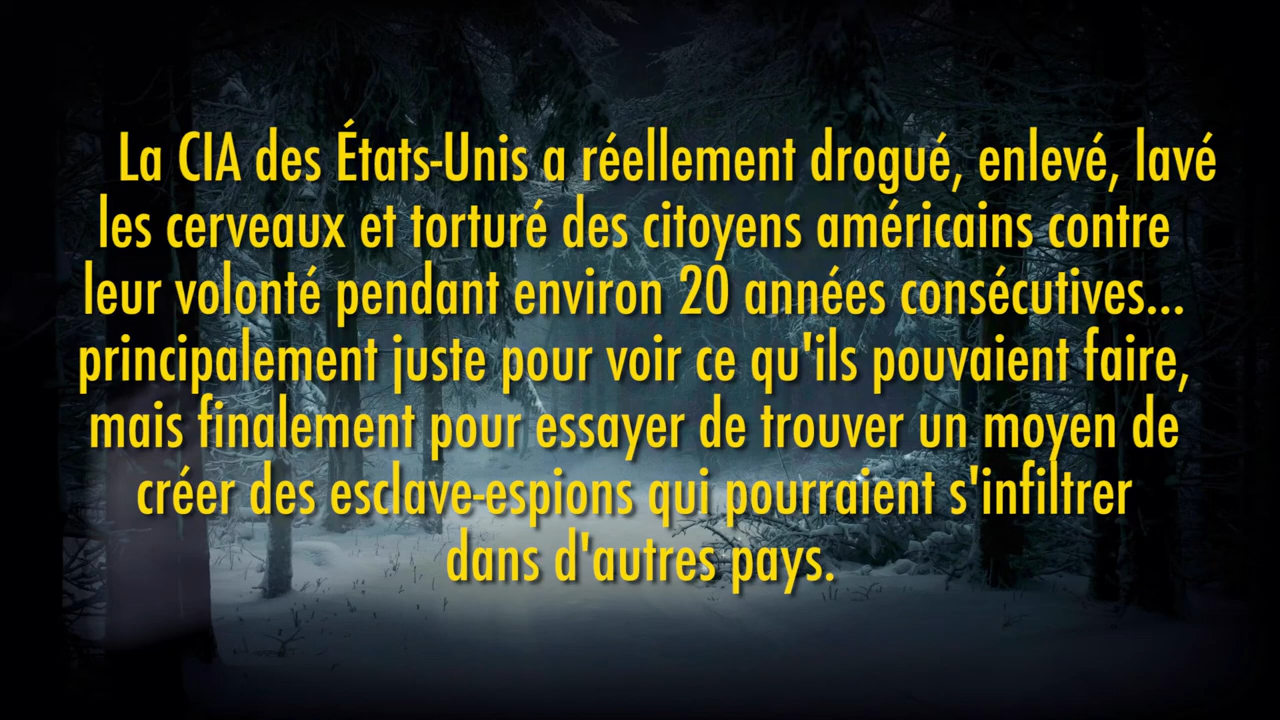 La CIA des États-Unis a réellement drogué, enlevé, lavé
les cerveaux et torturé des citoyens américains contre
leur volonté pendant environ 20 années consécutives...
principalement juste pour voir ce qu'ils pouvaient faire,
mais finalement pour essayer de trouver un moyen de
créer des esclave-espions qui pourraient s'infiltrer
dans d'autres pays.